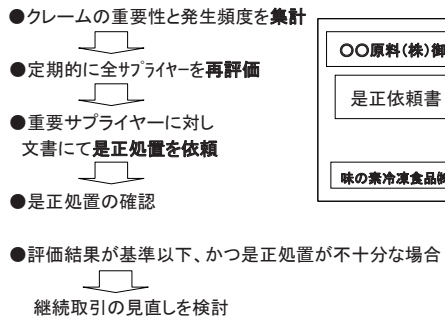 ●クレームの重要性と発生頻度を集計
●定期的に全サプライヤーを再評価
●重要サプライヤーに対し
文書にて是正処置を依頼
●是正処置の確認
●評価結果が基準以下、かつ是正処置が不十分な場合
継続取引の見直しを検討
〇〇原料(株)御
是正依頼書
味の素冷凍食品㈱